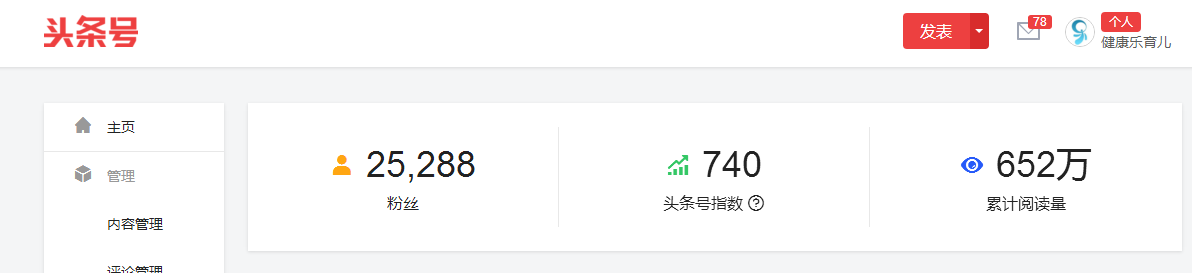 头条号
发表
78
个人
健康乐育儿
主页
管理
内容管理
评论管理
25,288
粉丝
740
头条号指数
652万
累计阅读量